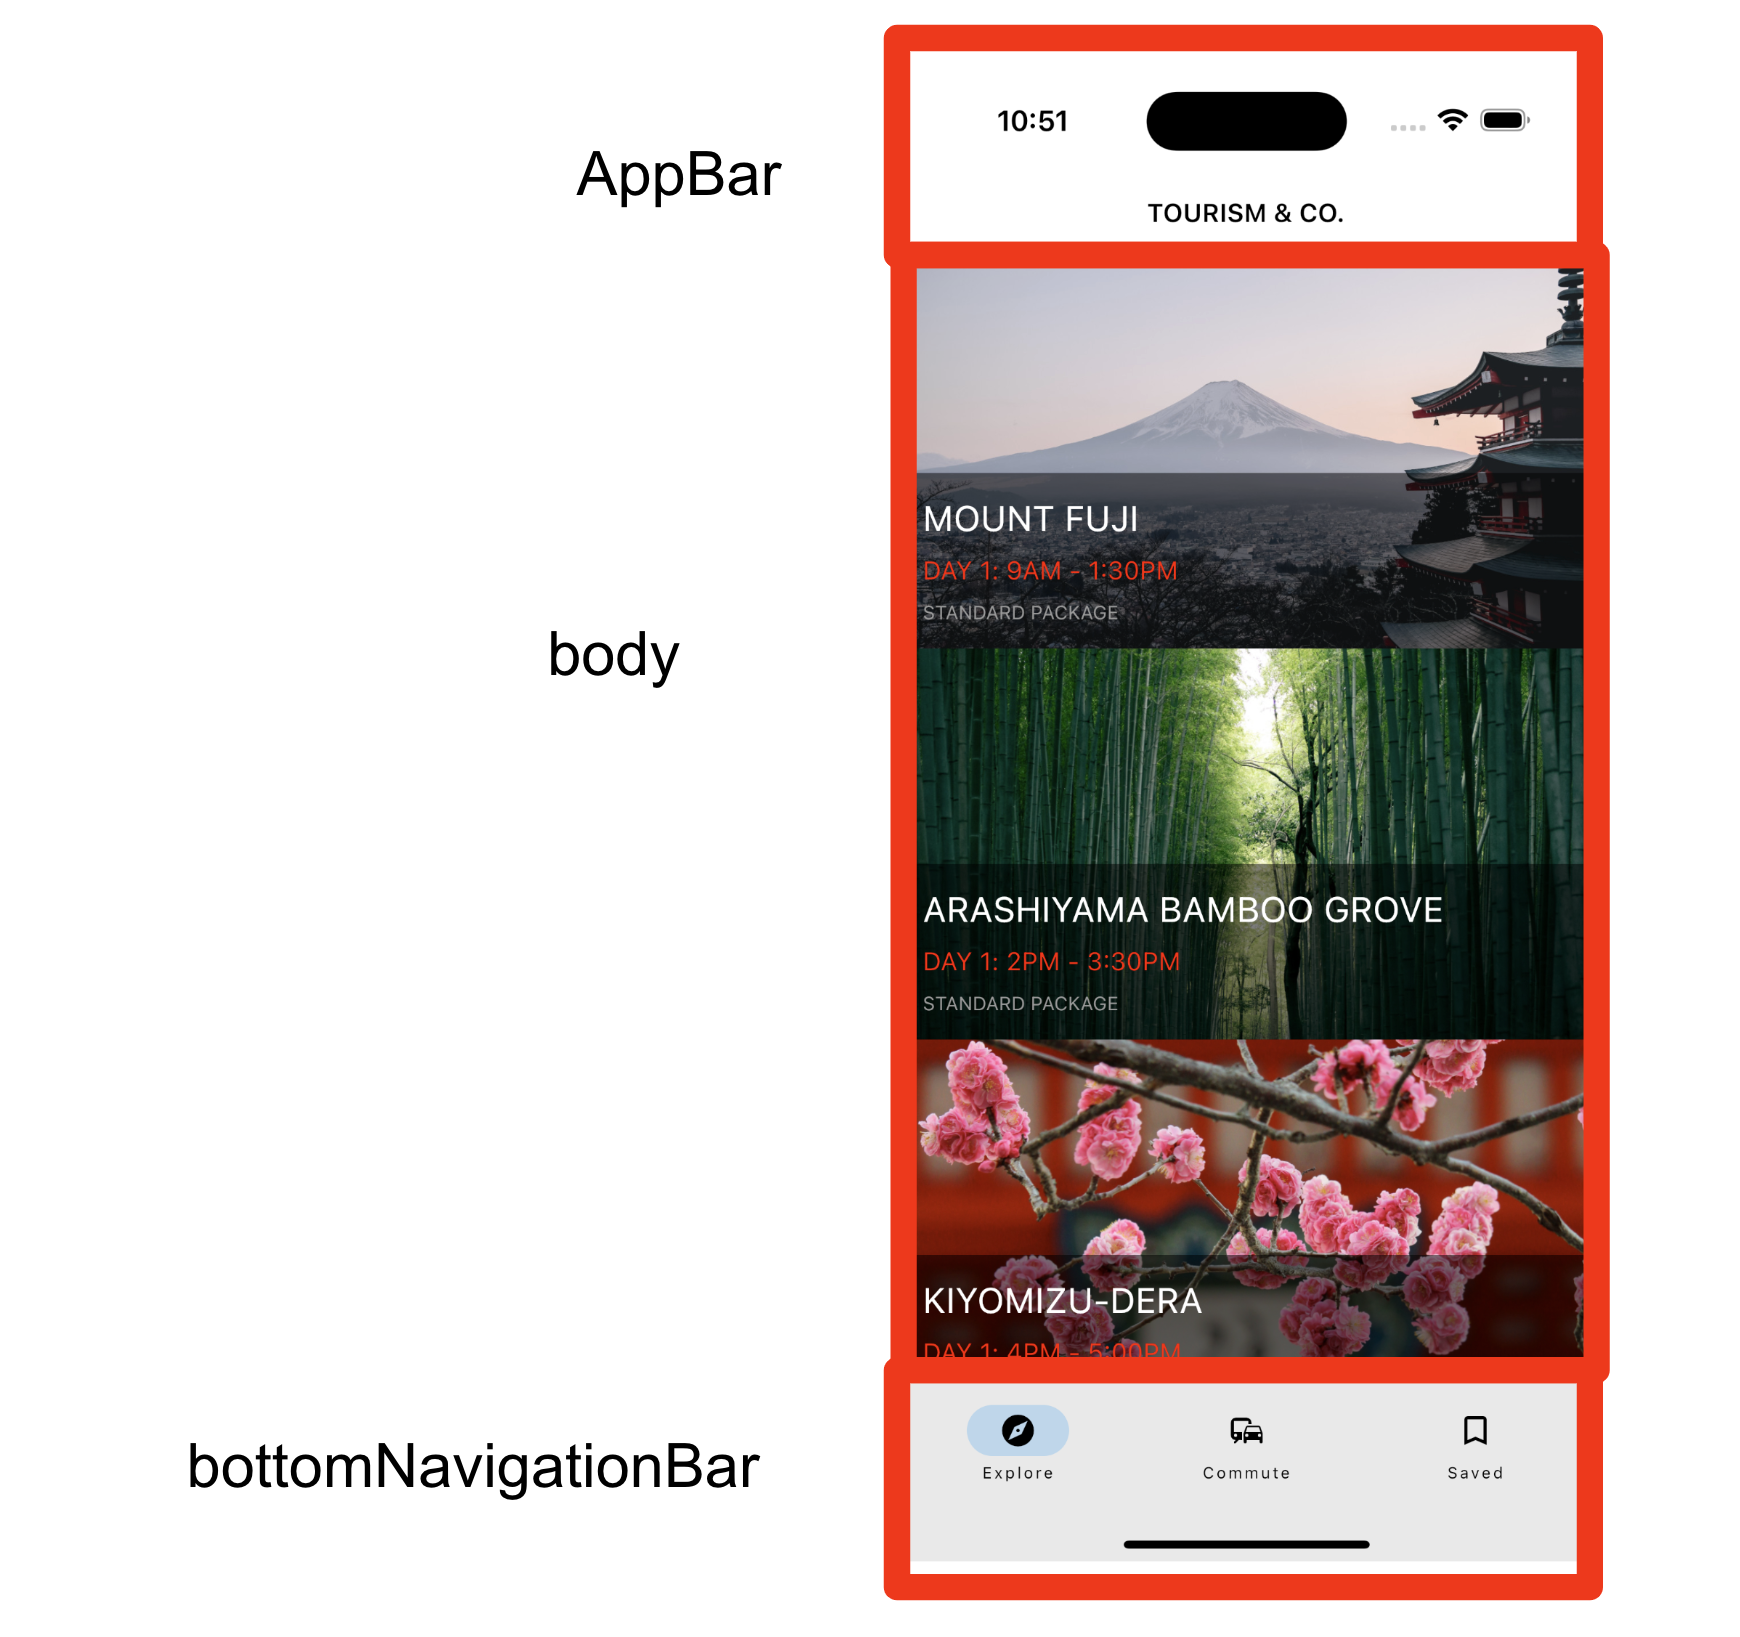 AppBar
10:51
TOURISM & CO.
body
MOUNT FUJI
DAY 1: 9AM - 1:30PM
STANDARD PACKAGE
ARASHIYAMA BAMBOO GROVE
DAY 1: 2PM - 3:30PM
STANDARD PACKAGE
KIYOMIZU-DERA
DAY 1: 4PM - 5:00PM
bottomNavigationBar
Explore
Commute
Saved